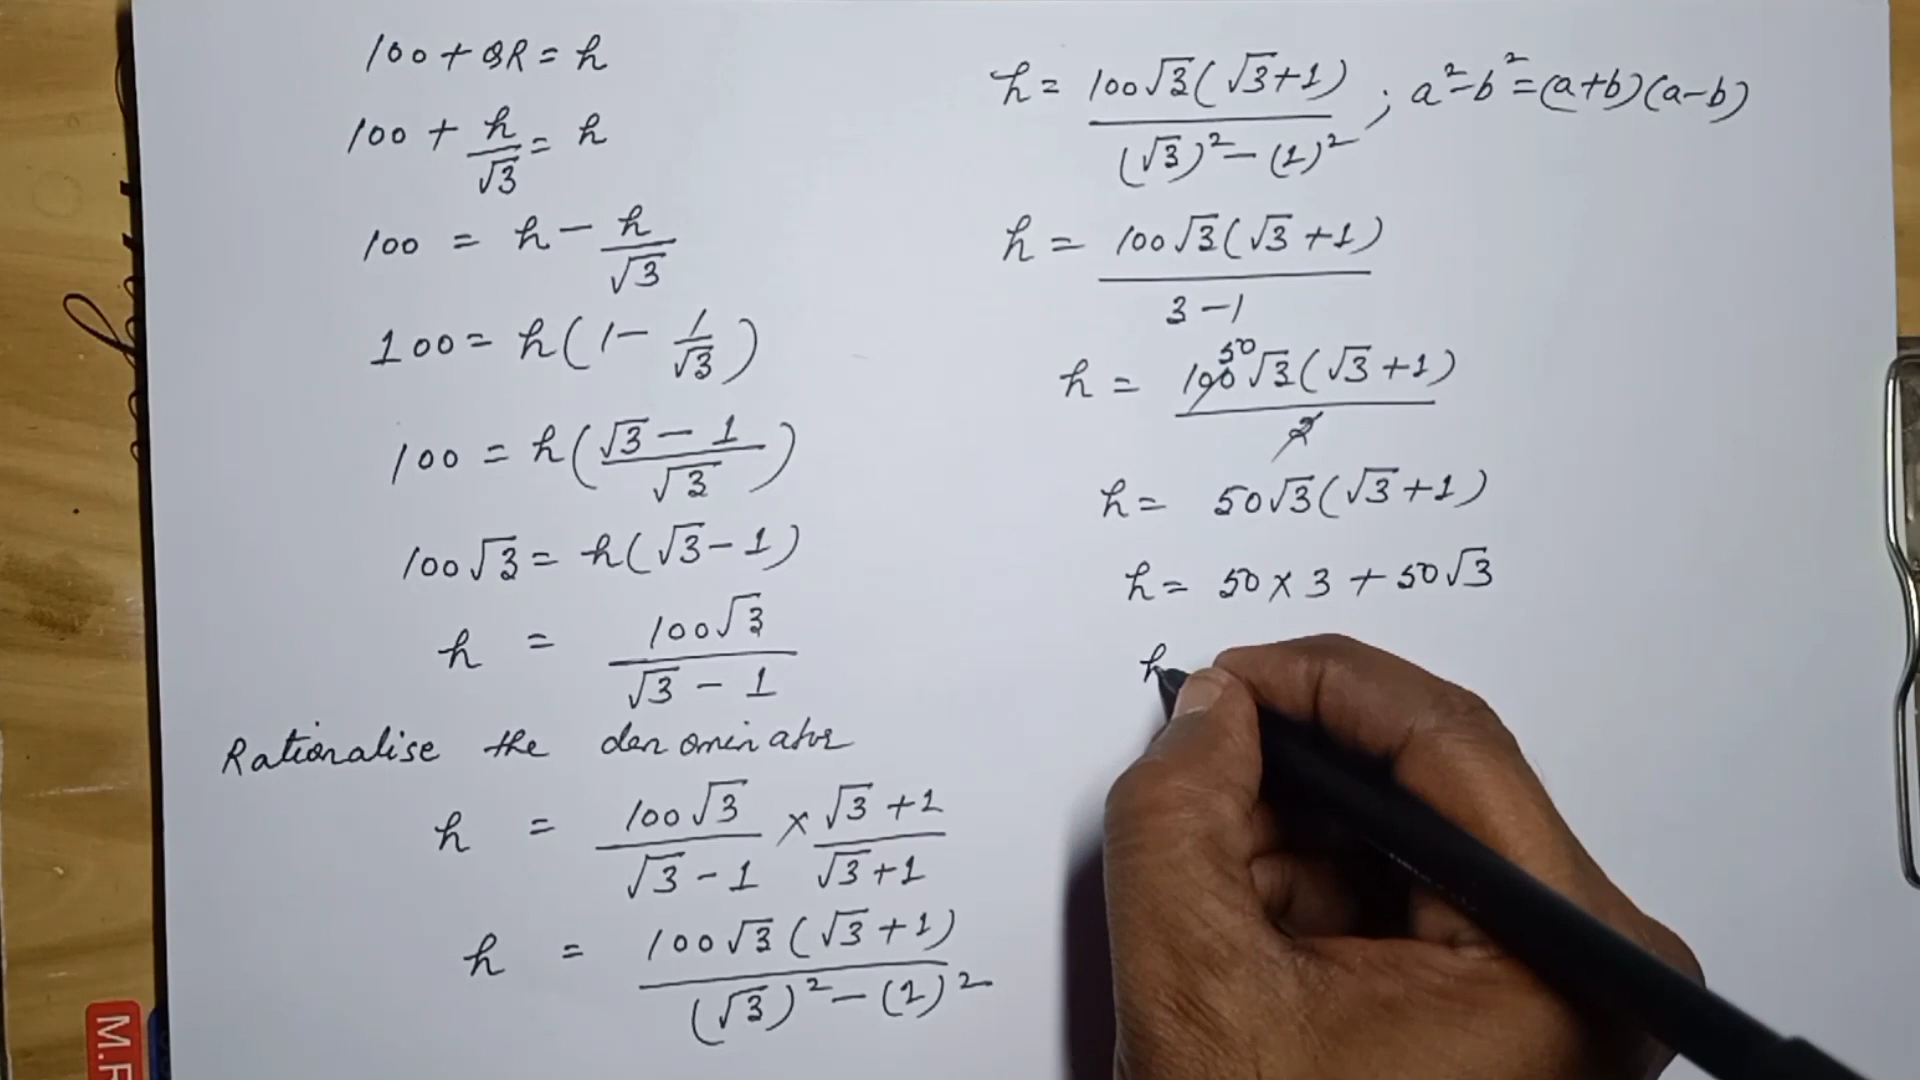 100 + QR = h
100 + h/√3 = h
100 = h - h/√3
100 = h(1 - 1/√3)
100 = h(√3 - 1/√3)
100√3 = h(√3 - 1)
h = 100√3/√3 - 1
Rationalise the denominator
h = 100√3/√3 - 1 × √3 + 1/√3 + 1
h = 100√3(√3 + 1)/(√3)² - (1)²
h = 100√3(√3 + 1)/(√3)² - (1)² ; a² - b² = (a+b)(a-b)
h = 100√3(√3 + 1)/3 - 1
50
h = 100√3(√3 + 1)/2
h = 50√3(√3 + 1)
h = 50 × 3 + 50√3
h